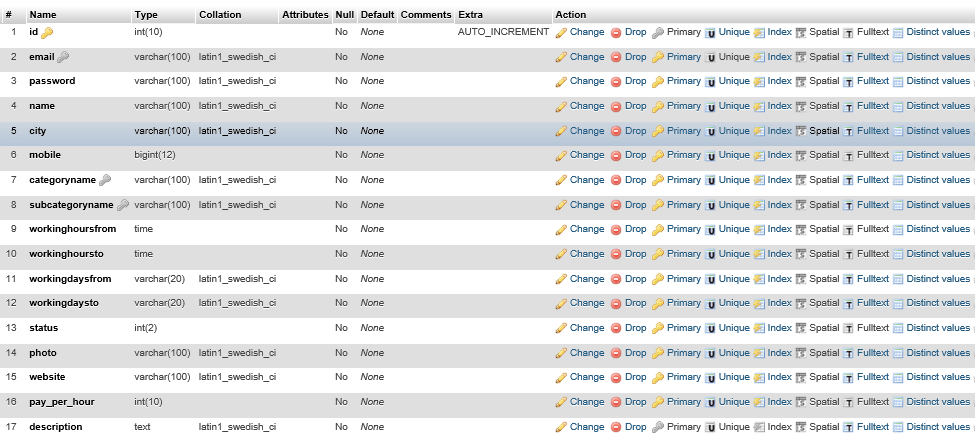 # Name Type Collation Attributes Null Default Comments Extra Action
1 id int(10) No None AUTO_INCREMENT Change Drop Primary Unique Index Spatial Fulltext Distinct values
2 email varchar(100) latin1_swedish_ci No None Change Drop Primary Unique Index Spatial Fulltext Distinct values
3 password varchar(100) latin1_swedish_ci No None Change Drop Primary Unique Index Spatial Fulltext Distinct values
4 name varchar(100) latin1_swedish_ci No None Change Drop Primary Unique Index Spatial Fulltext Distinct values
5 city varchar(100) latin1_swedish_ci No None Change Drop Primary Unique Index Spatial Fulltext Distinct values
6 mobile bigint(12) No None Change Drop Primary Unique Index Spatial Fulltext Distinct values
7 categoryname varchar(100) latin1_swedish_ci No None Change Drop Primary Unique Index Spatial Fulltext Distinct values
8 subcategoryname varchar(100) latin1_swedish_ci No None Change Drop Primary Unique Index Spatial Fulltext Distinct values
9 workinghoursfrom time No None Change Drop Primary Unique Index Spatial Fulltext Distinct values
10 workinghoursto time No None Change Drop Primary Unique Index Spatial Fulltext Distinct values
11 workingdaysfrom varchar(20) latin1_swedish_ci No None Change Drop Primary Unique Index Spatial Fulltext Distinct values
12 workingdaysto varchar(20) latin1_swedish_ci No None Change Drop Primary Unique Index Spatial Fulltext Distinct values
13 status int(2) No None Change Drop Primary Unique Index Spatial Fulltext Distinct values
14 photo varchar(100) latin1_swedish_ci No None Change Drop Primary Unique Index Spatial Fulltext Distinct values
15 website varchar(100) latin1_swedish_ci No None Change Drop Primary Unique Index Spatial Fulltext Distinct values
16 pay_per_hour int(10) No None Change Drop Primary Unique Index Spatial Fulltext Distinct values
17 description text latin1_swedish_ci No None Change Drop Primary Unique Index Spatial Fulltext Distinct values